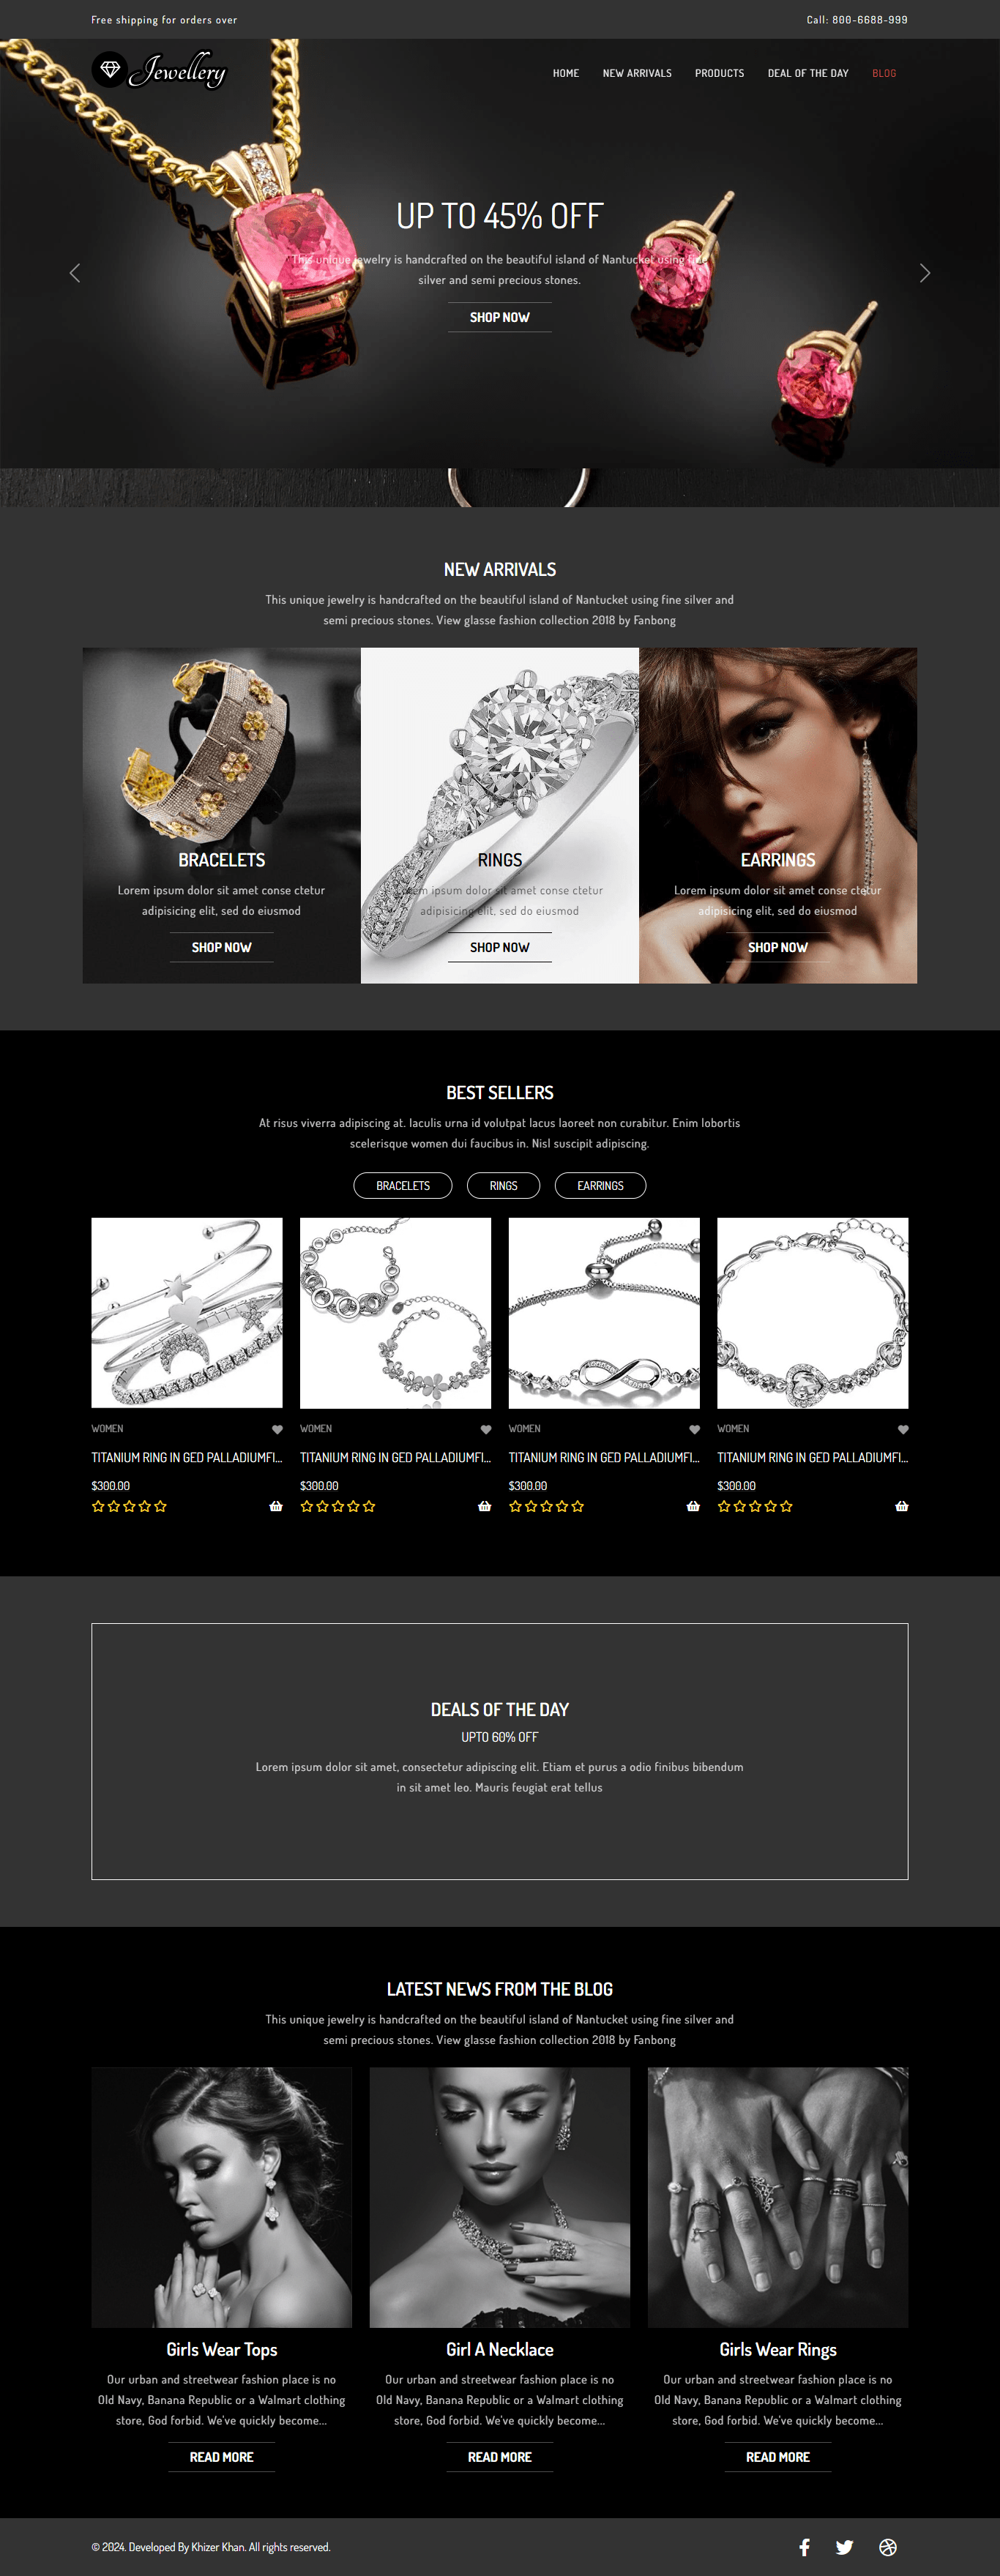 Free shipping for orders over
Call: 800-6688-999
Jewellery
HOME NEW ARRIVALS PRODUCTS DEAL OF THE DAY BLOG
UP TO 45% OFF
This unique jewelry is handcrafted on the beautiful island of Nantucket using fine
silver and semi precious stones.
SHOP NOW
NEW ARRIVALS
This unique jewelry is handcrafted on the beautiful island of Nantucket using fine silver and
semi precious stones. View glasse fashion collection 2018 by Fanbong
BRACELETS
Lorem ipsum dolor sit amet conse ctetur
adipisicing elit, sed do eiusmod
SHOP NOW
RINGS
Lorem ipsum dolor sit amet conse ctetur
adipisicing elit, sed do eiusmod
SHOP NOW
EARRINGS
Lorem ipsum dolor sit amet conse ctetur
adipisicing elit, sed do eiusmod
SHOP NOW
BEST SELLERS
At risus viverra adipiscing at. Iaculis urna id volutpat lacus laoreet non curabitur. Enim lobortis
scelerisque women dui faucibus in. Nisl suscipit adipiscing.
BRACELETS RINGS EARRINGS
WOMEN
TITANIUM RING IN GED PALLADIUMFI...
$300.00
WOMEN
TITANIUM RING IN GED PALLADIUMFI...
$300.00
WOMEN
TITANIUM RING IN GED PALLADIUMFI...
$300.00
WOMEN
TITANIUM RING IN GED PALLADIUMFI...
$300.00
DEALS OF THE DAY
UPTO 60% OFF
Lorem ipsum dolor sit amet, consectetur adipiscing elit. Etiam et purus a odio finibus bibendum
in sit amet leo. Mauris feugiat erat tellus
LATEST NEWS FROM THE BLOG
This unique jewelry is handcrafted on the beautiful island of Nantucket using fine silver and
semi precious stones. View glasse fashion collection 2018 by Fanbong
Girls Wear Tops
Our urban and streetwear fashion place is no
Old Navy, Banana Republic or a Walmart clothing
store, God forbid. We've quickly become...
READ MORE
Girl A Necklace
Our urban and streetwear fashion place is no
Old Navy, Banana Republic or a Walmart clothing
store, God forbid. We've quickly become...
READ MORE
Girls Wear Rings
Our urban and streetwear fashion place is no
Old Navy, Banana Republic or a Walmart clothing
store, God forbid. We've quickly become...
READ MORE
© 2024. Developed By Khizer Khan. All rights reserved.